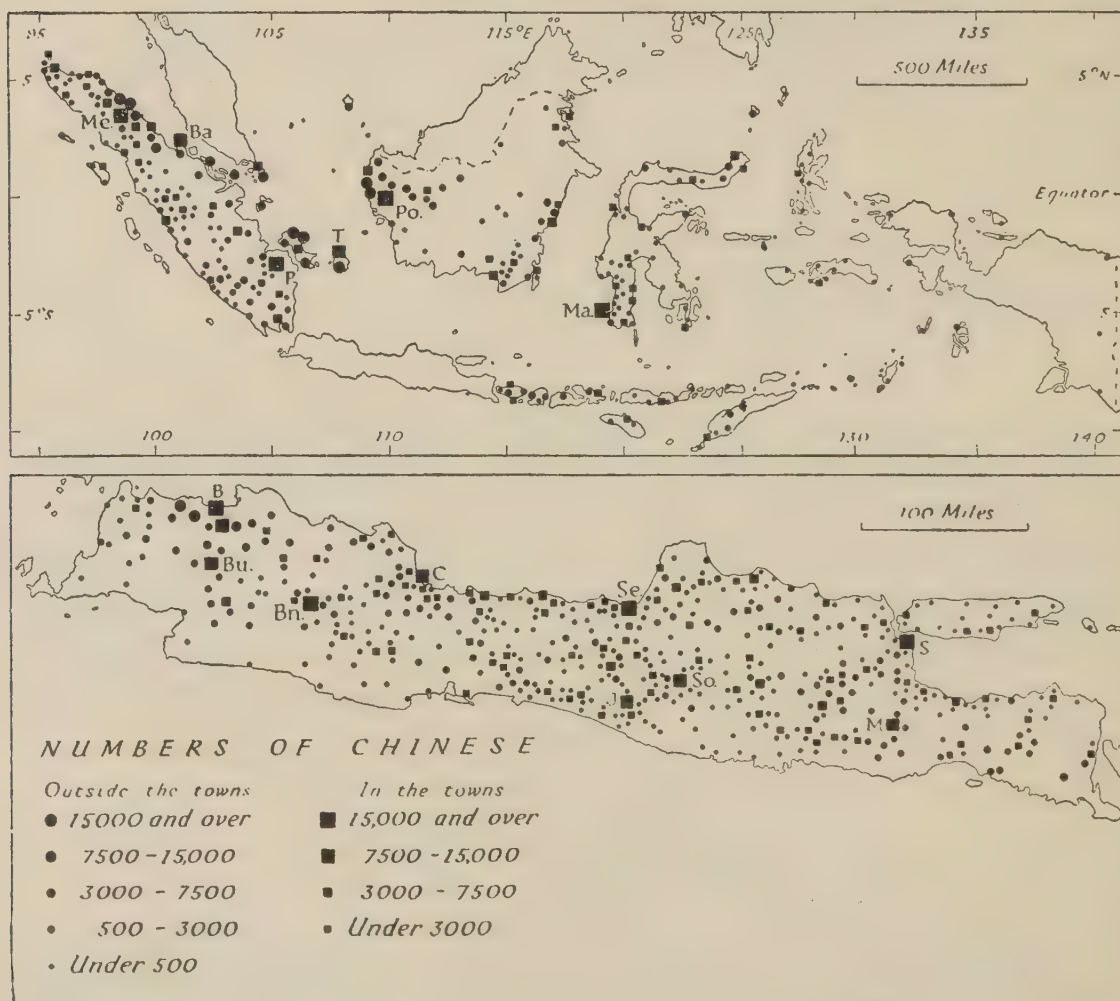 95 105 115°E 125° 135
500 Miles
5 5°N
Me. Ba
Po. Equator
T
P
5°S Ma. 5
100 110 130 140
B
100 Miles
Bu. C
Bn. Se.
S
So.
J M
NUMBERS OF CHINESE
Outside the towns In the towns
15000 and over 15,000 and over
7500-15,000 7500-15,000
3000 - 7500 3000 - 7500
500 - 3000 Under 3000
Under 500